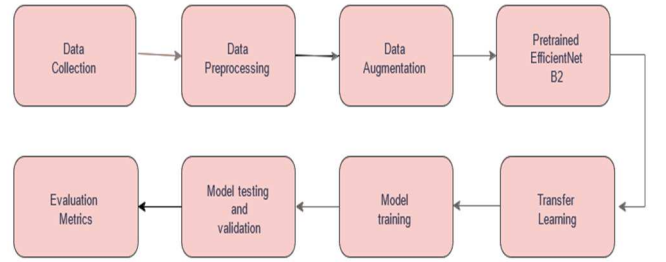 Data
Collection
Data
Preprocessing
Data
Augmentation
Pretrained
EfficientNet
B2
Transfer
Learning
Model
training
Model testing
and
validation
Evaluation
Metrics